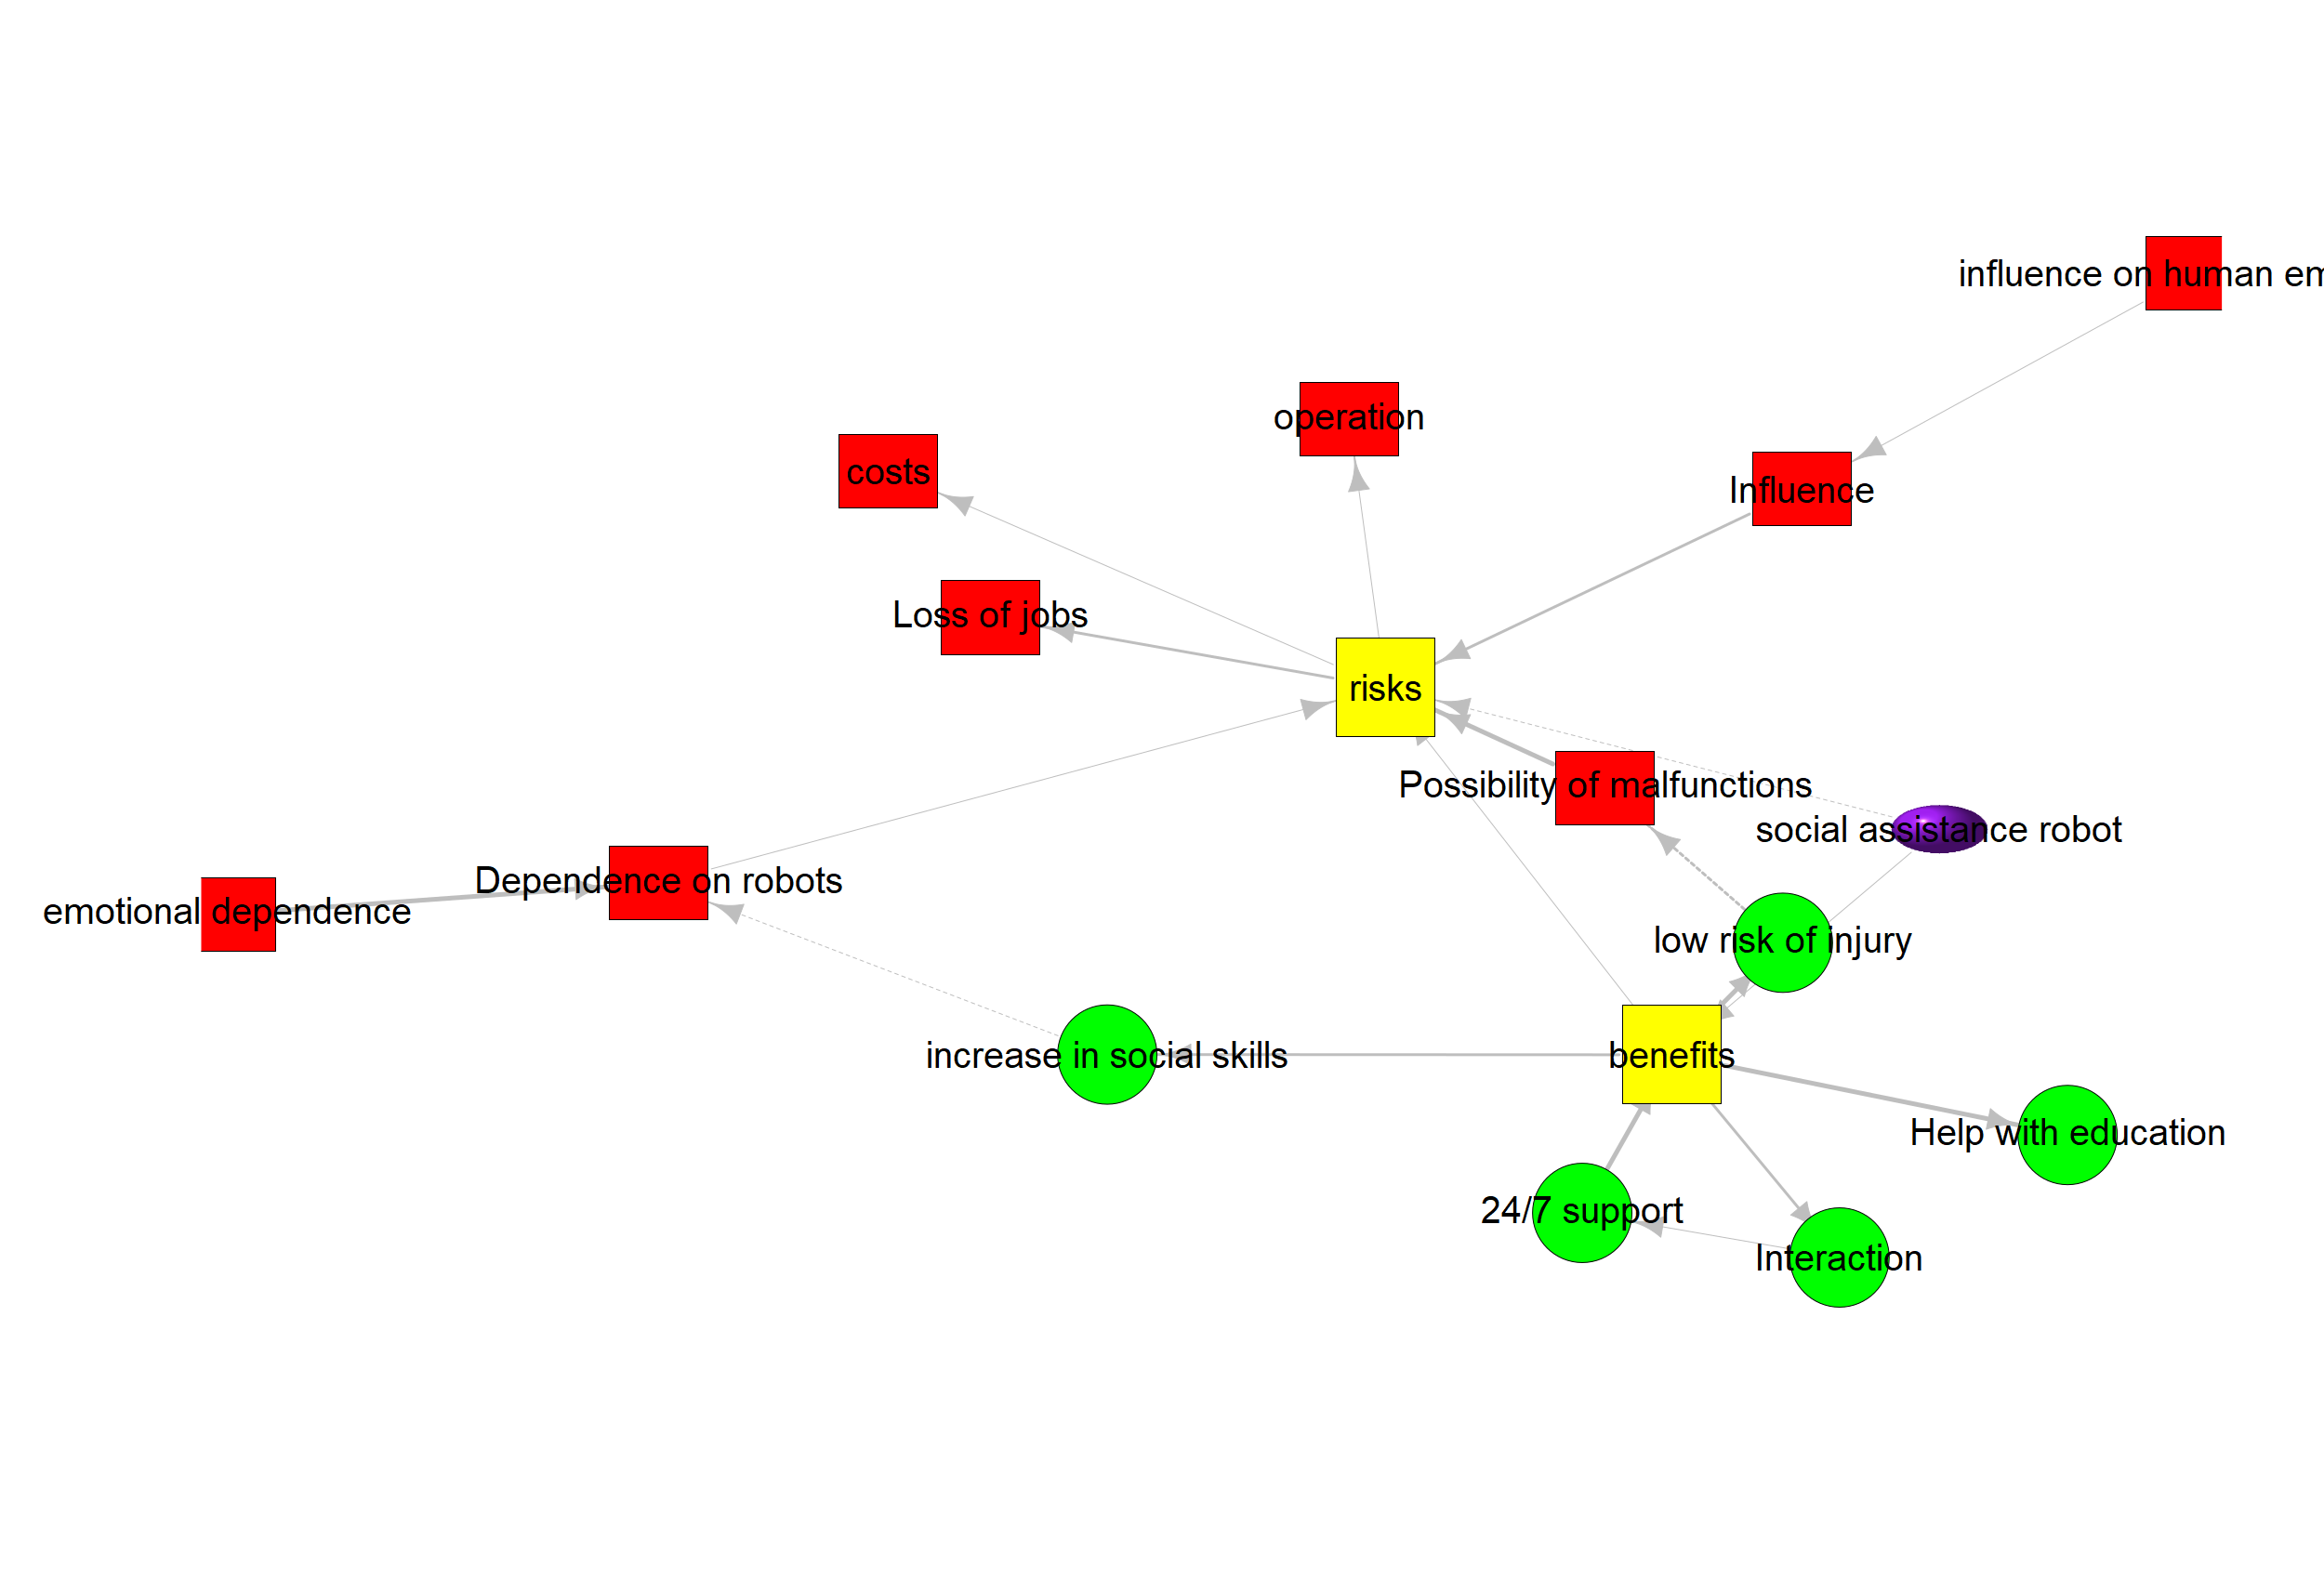 influence on human em
operation
costs
Influence
Loss of jobs
risks
Possibility of malfunctions
social assistance robot
Dependence on robots
emotional dependence
low risk of injury
increase in social skills
benefits
Help with education
24/7 support
Interaction